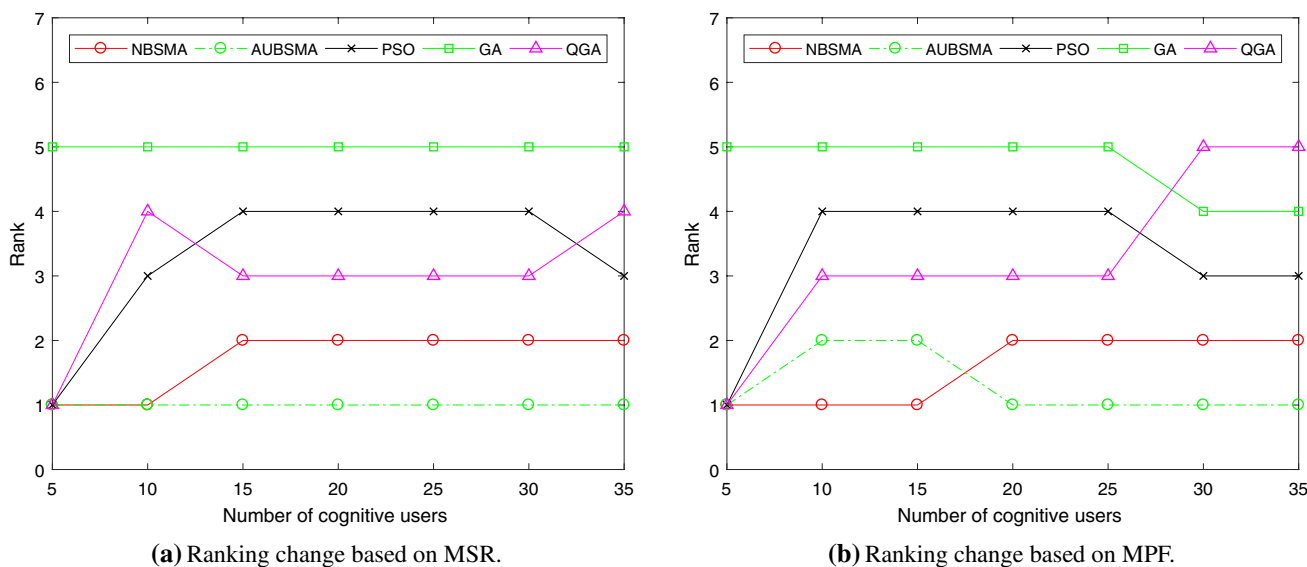 7
6
5
4
3
2
1
0
Rank
NBSMA AUBSMA PSO GA QGA
5 10 15 20 25 30 35
Number of cognitive users
(a) Ranking change based on MSR.
7
6
5
4
3
2
1
0
Rank
NBSMA AUBSMA PSO GA QGA
5 10 15 20 25 30 35
Number of cognitive users
(b) Ranking change based on MPF.